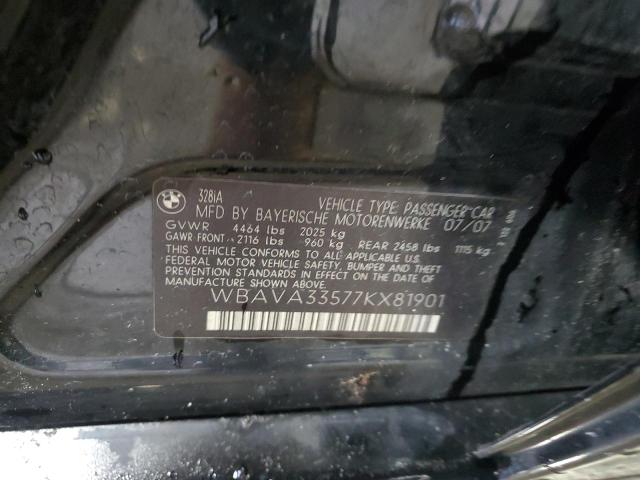 BMW
328iA
VEHICLE TYPE: PASSENGER CAR
MFD BY BAYERISCHE MOTORENWERKE 07/07
GVWR 4464 lbs 2025 kg
GAWR FRONT 2116 lbs 960 kg REAR 2458 lbs 1115 kg
THIS VEHICLE CONFORMS TO ALL APPLICABLE
FEDERAL MOTOR VEHICLE SAFETY, BUMPER AND THEFT
PREVENTION STANDARDS IN EFFECT ON THE DATE OF
MANUFACTURE SHOWN ABOVE.
WBAVA33577KX81901